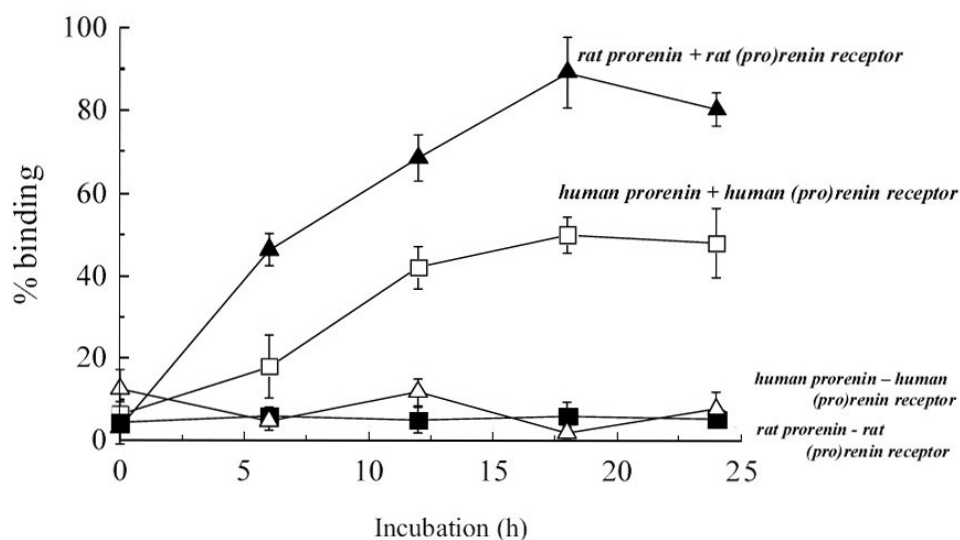 100
80
60
40
20
0
% binding
rat prorenin + rat (pro)renin receptor
human prorenin + human (pro)renin receptor
human prorenin – human
(pro)renin receptor
rat prorenin - rat
(pro)renin receptor
0 5 10 15 20 25
Incubation (h)